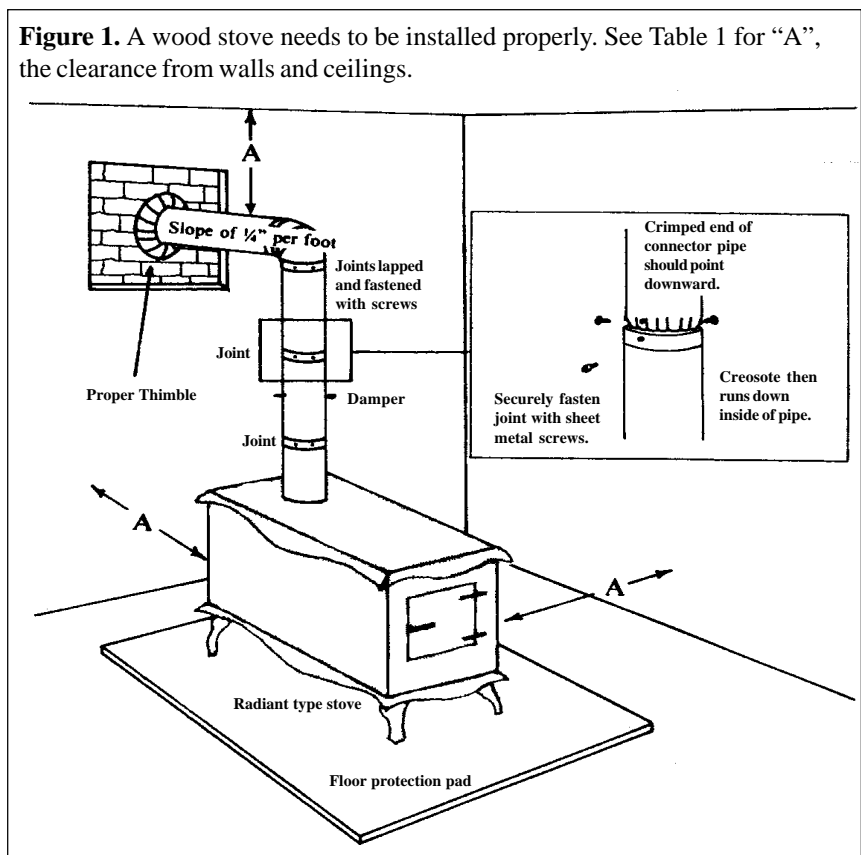 Figure 1. A wood stove needs to be installed properly. See Table 1 for “A”,
the clearance from walls and ceilings.
A
Slope of ¼” per foot
Joints lapped
and fastened
with screws
Joint
Proper Thimble
Damper
Joint
Crimped end of
connector pipe
should point
downward.
Securely fasten
joint with sheet
metal screws.
Creosote then
runs down
inside of pipe.
A
A
Radiant type stove
Floor protection pad